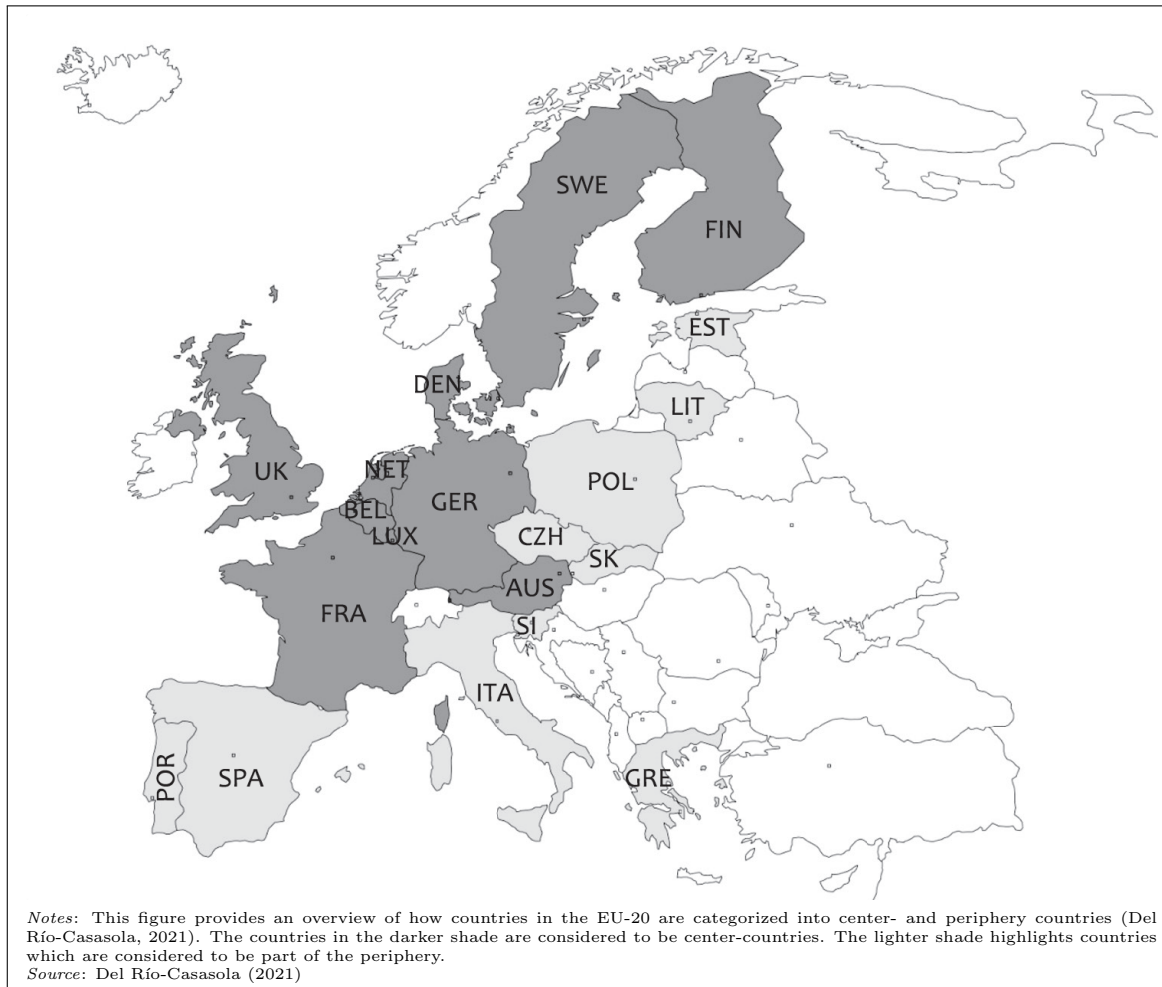 SWE
FIN
EST
DEN
LIT
UK
NET
POL
GER
BEL
LUX
CZH
SK
AUS
FRA
SI
ITA
POR
SPA
GRE
Notes: This figure provides an overview of how countries in the EU-20 are categorized into center- and periphery countries (Del
Río-Casasola, 2021). The countries in the darker shade are considered to be center-countries. The lighter shade highlights countries
which are considered to be part of the periphery.
Source: Del Río-Casasola (2021)